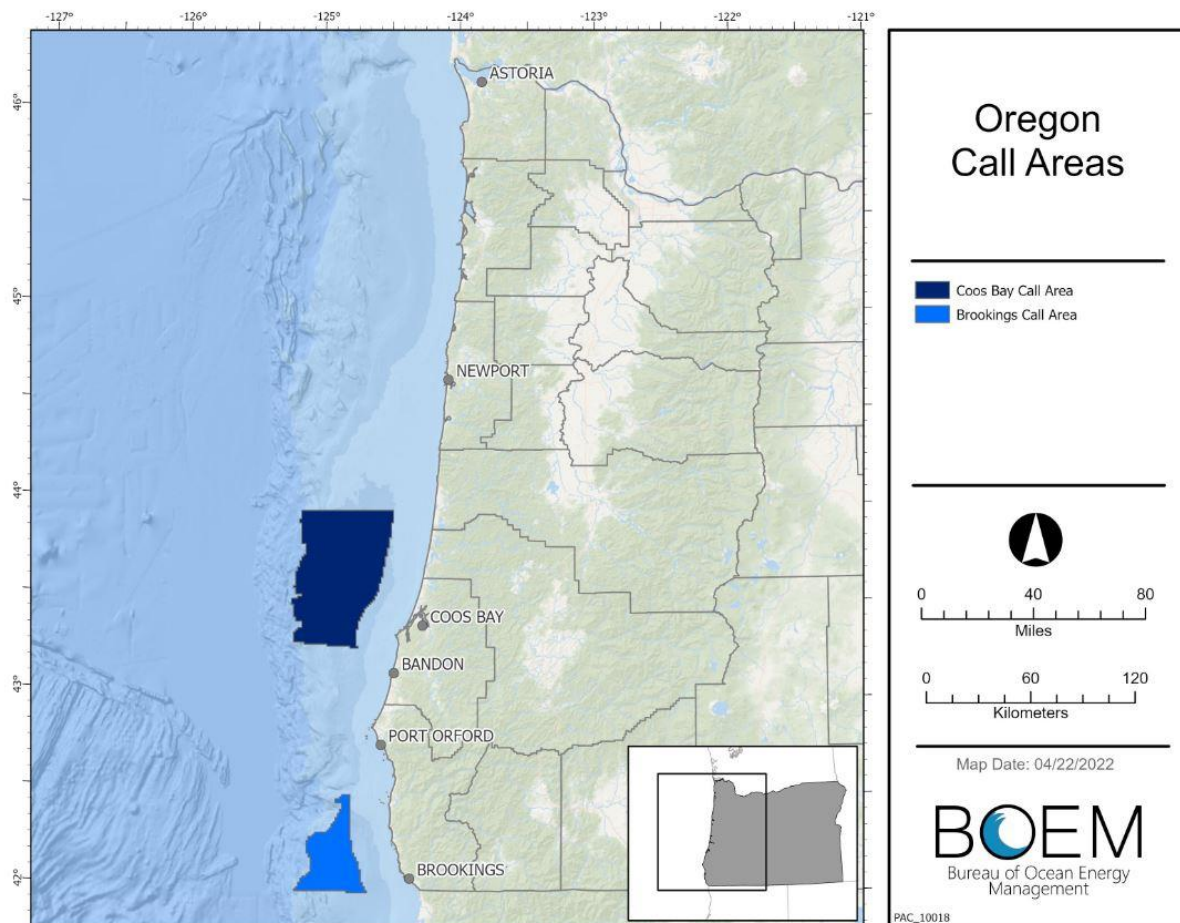 -127°
-126°
-125°
-124°
-123°
-122°
-121°
46°
45°
44°
43°
42°
ASTORIA
NEWPORT
COOS BAY
BANDON
PORT ORFORD
BROOKINGS
Oregon
Call Areas
Coos Bay Call Area
Brookings Call Area
0 40 80
Miles
0 60 120
Kilometers
Map Date: 04/22/2022
BOEM
Bureau of Ocean Energy
Management
PAC_10018